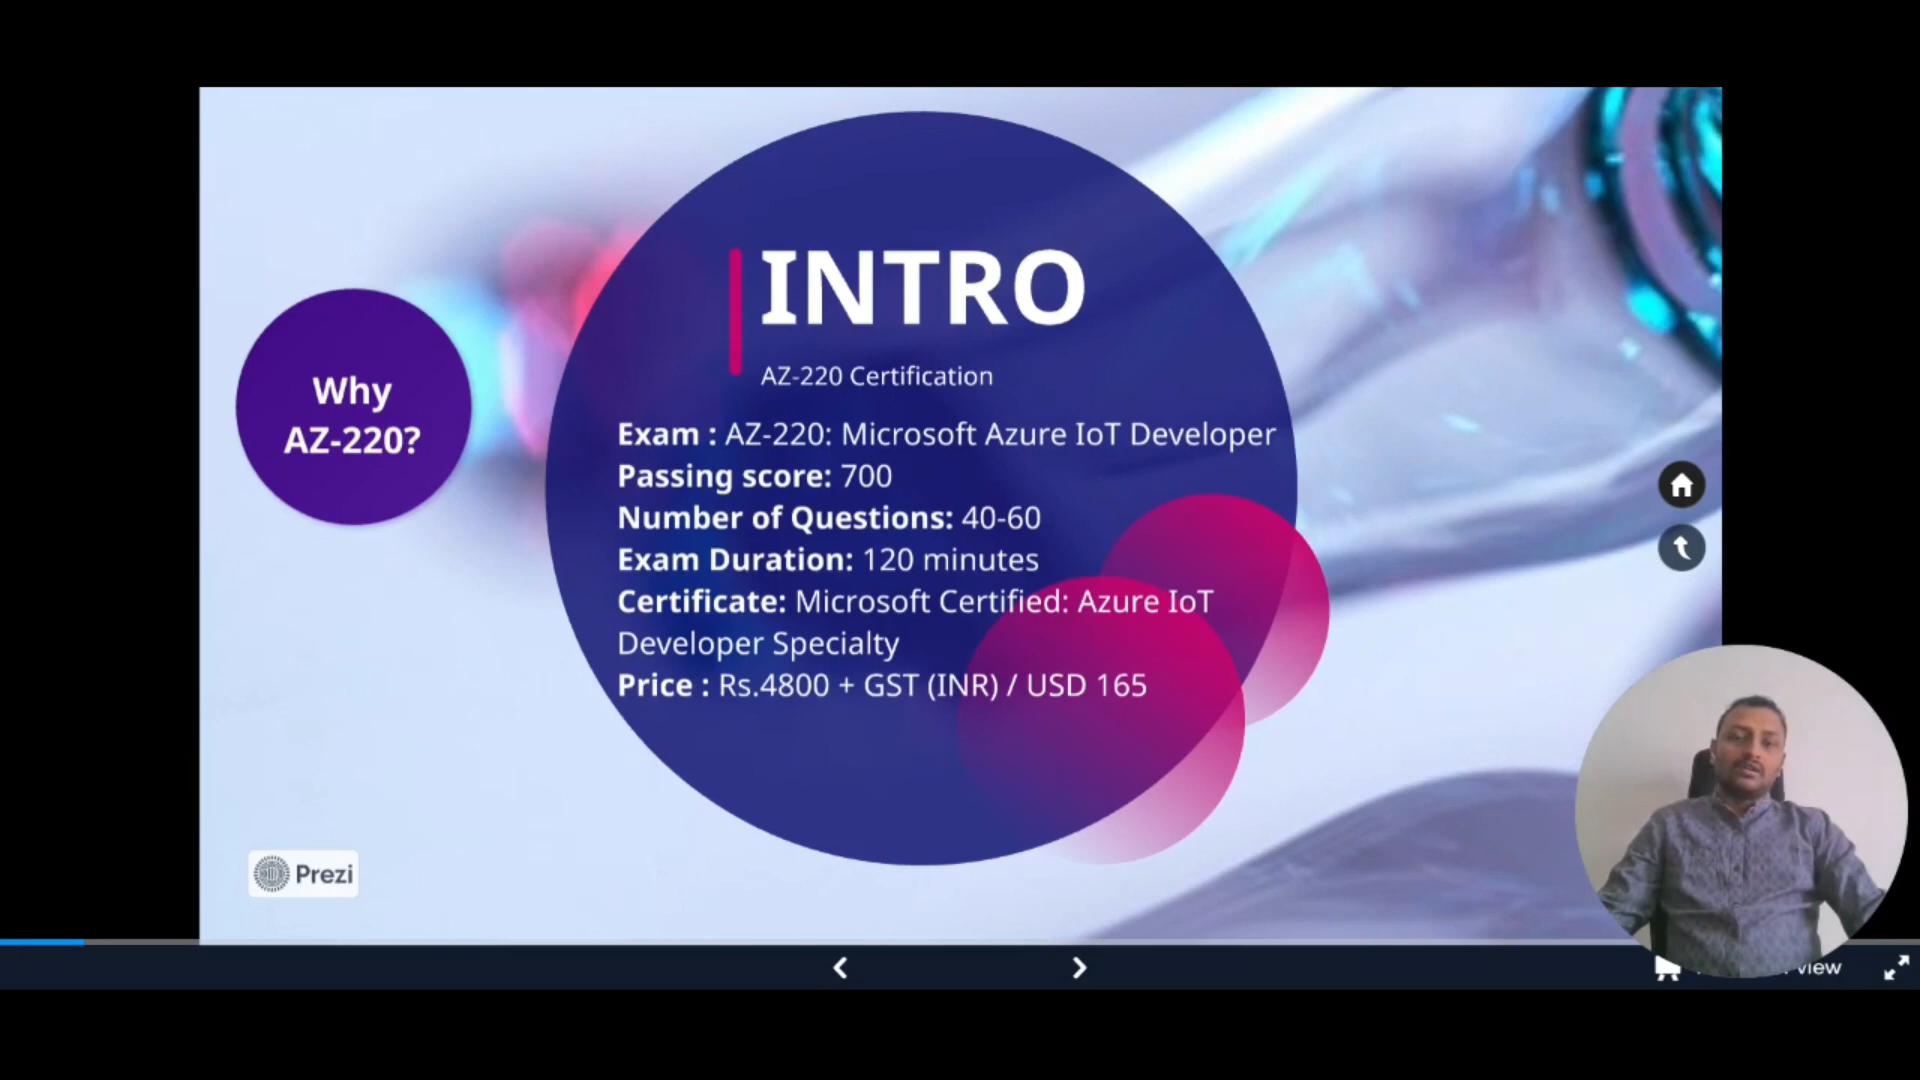 Why
AZ-220?
INTRO
AZ-220 Certification
Exam : AZ-220: Microsoft Azure IoT Developer
Passing score: 700
Number of Questions: 40-60
Exam Duration: 120 minutes
Certificate: Microsoft Certified: Azure IoT
Developer Specialty
Price : Rs.4800 + GST (INR) / USD 165
Prezi
view